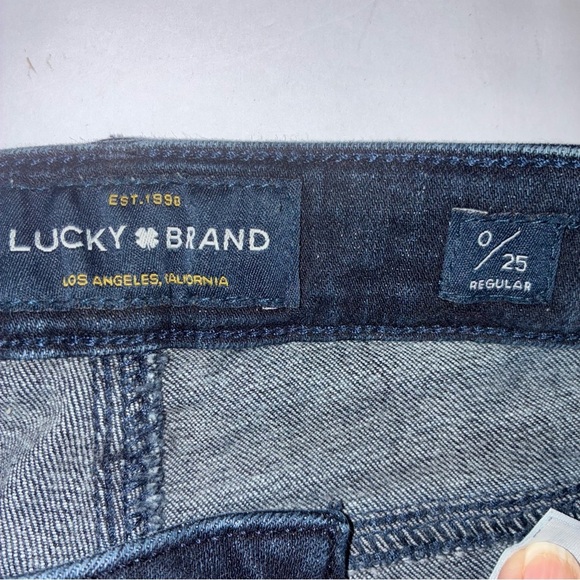 EST.1990
LUCKY BRAND
LOS ANGELES, CALIFORNIA
0/25
REGULAR